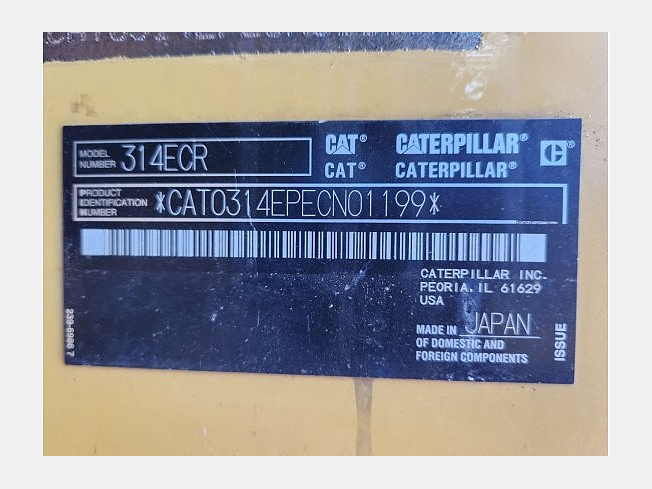 MODEL NUMBER 314ECR
CAT® CATERPILLAR®
CAT® CATERPILLAR®
PRODUCT IDENTIFICATION NUMBER *CAT0314EPECN01199*
CATERPILLAR INC.
PEORIA, IL 61629
USA
MADE IN JAPAN
OF DOMESTIC AND
FOREIGN COMPONENTS
ISSUE